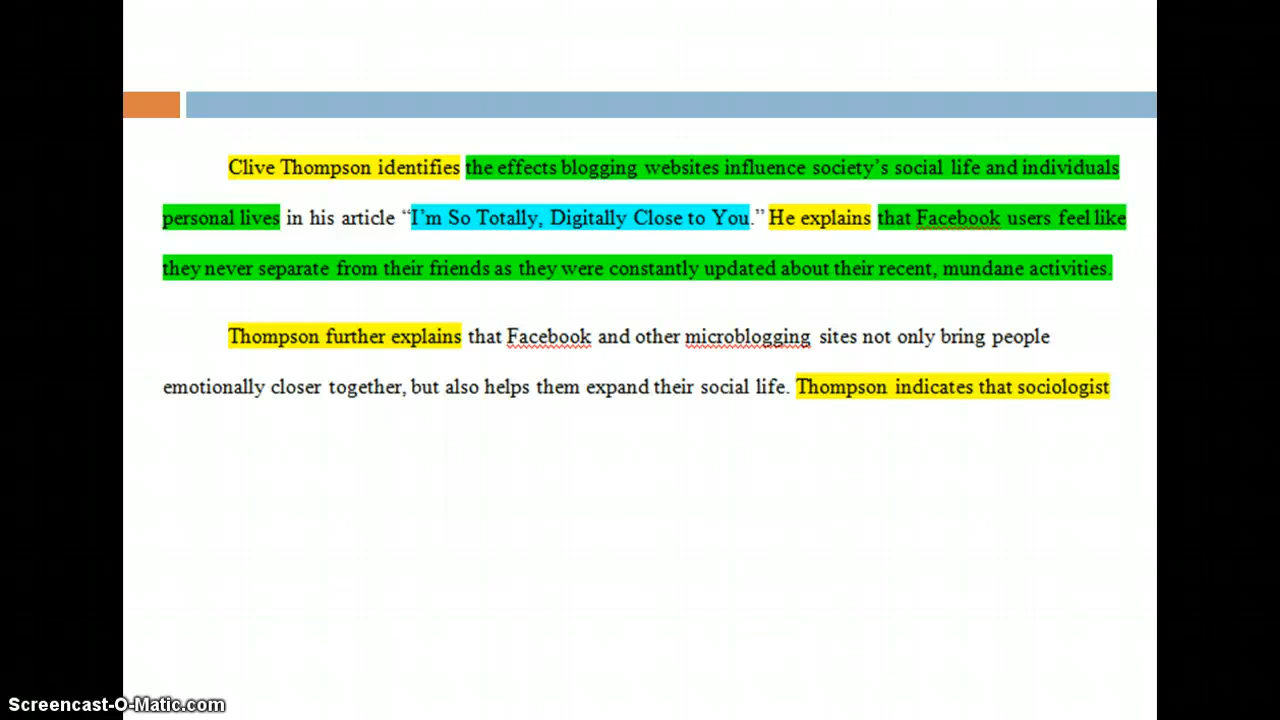 Clive Thompson identifies the effects blogging websites influence society's social life and individuals
personal lives in his article “I'm So Totally, Digitally Close to You.” He explains that Facebook users feel like
they never separate from their friends as they were constantly updated about their recent, mundane activities.
Thompson further explains that Facebook and other microblogging sites not only bring people
emotionally closer together, but also helps them expand their social life. Thompson indicates that sociologist
Screencast-O-Matic.com